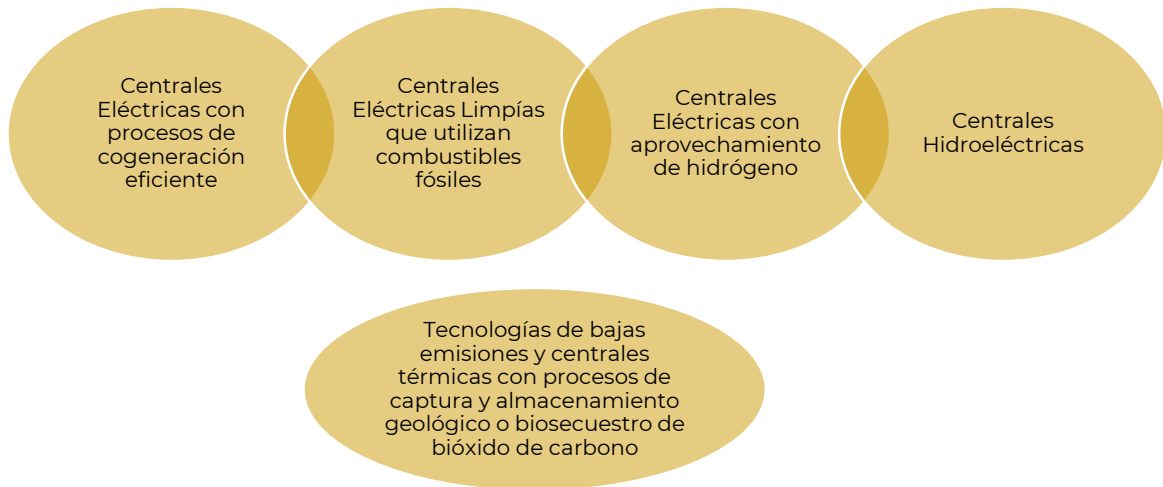 Centrales
Eléctricas con
procesos de
cogeneración
eficiente
Centrales
Eléctricas Limpías
que utilizan
combustibles
fósiles
Centrales
Eléctricas con
aprovechamiento
de hidrógeno
Centrales
Hidroeléctricas
Tecnologías de bajas
emisiones y centrales
térmicas con procesos de
captura y almacenamiento
geológico o biosecuestro de
bióxido de carbono